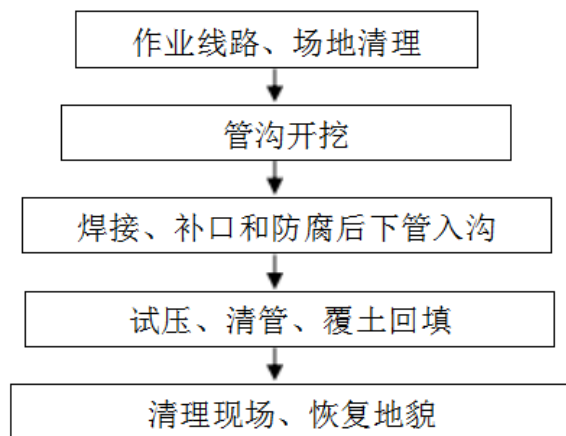 作业线路、场地清理
管沟开挖
焊接、补口和防腐后下管入沟
试压、清管、覆土回填
清理现场、恢复地貌